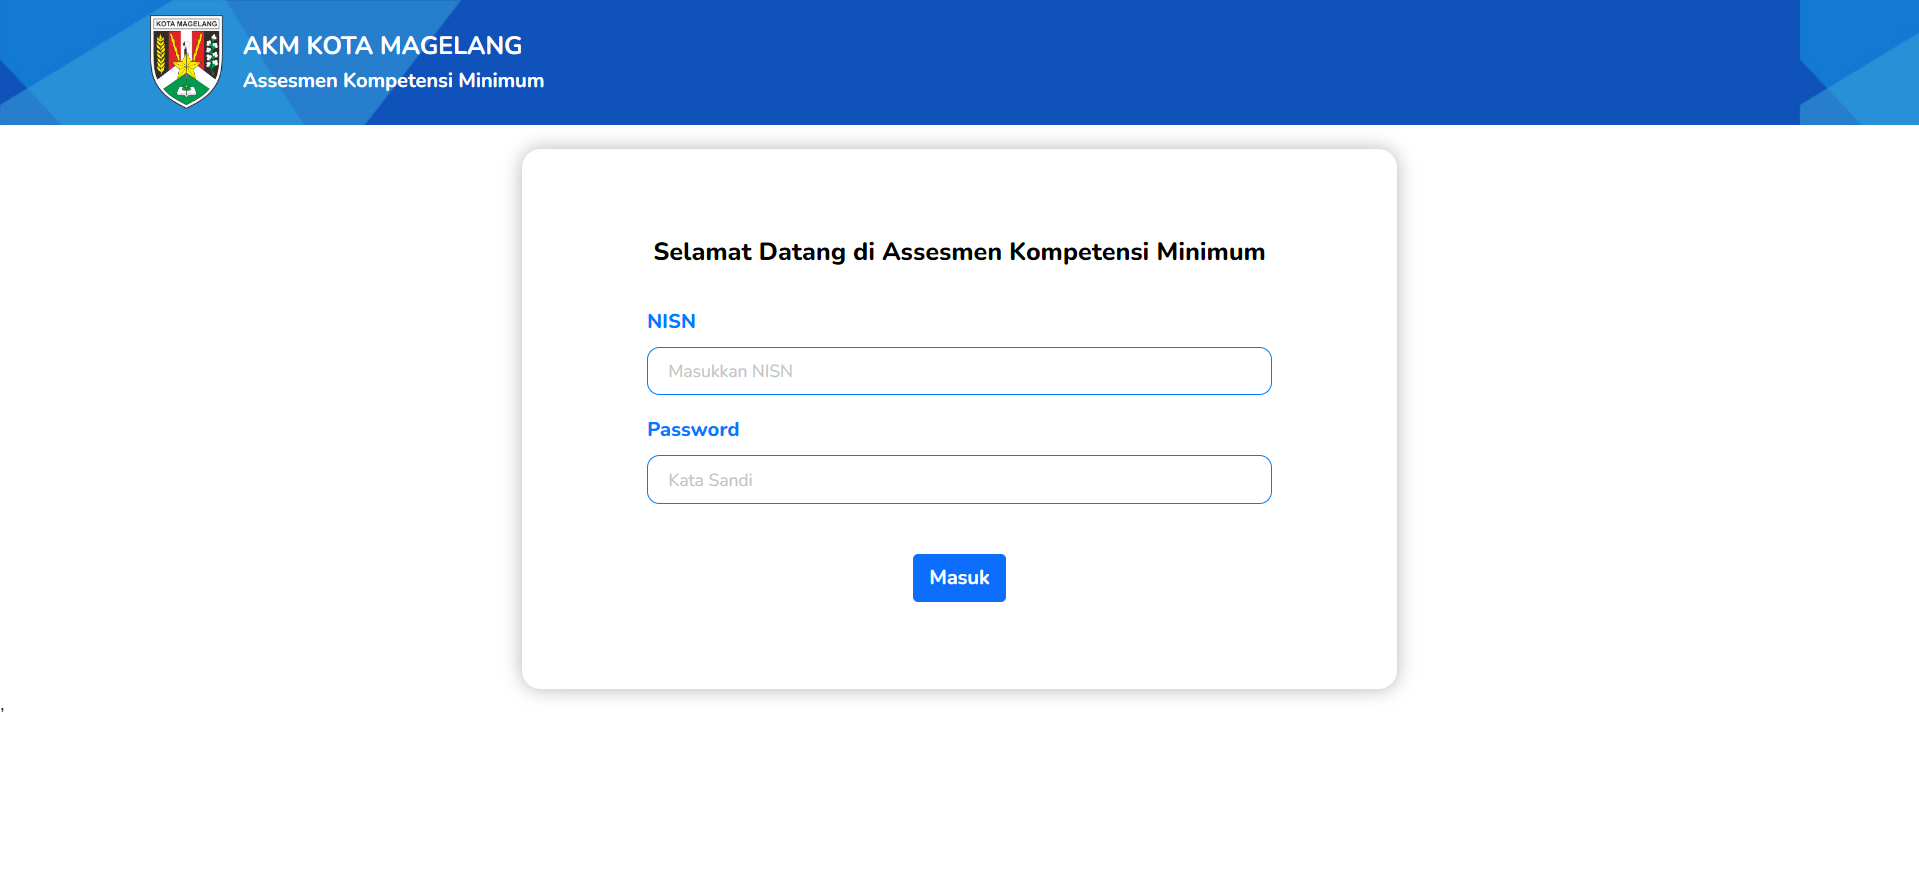 KOTA MAGELANG
AKM KOTA MAGELANG
Assesmen Kompetensi Minimum
Selamat Datang di Assesmen Kompetensi Minimum
NISN
Masukkan NISN
Password
Kata Sandi
Masuk
,